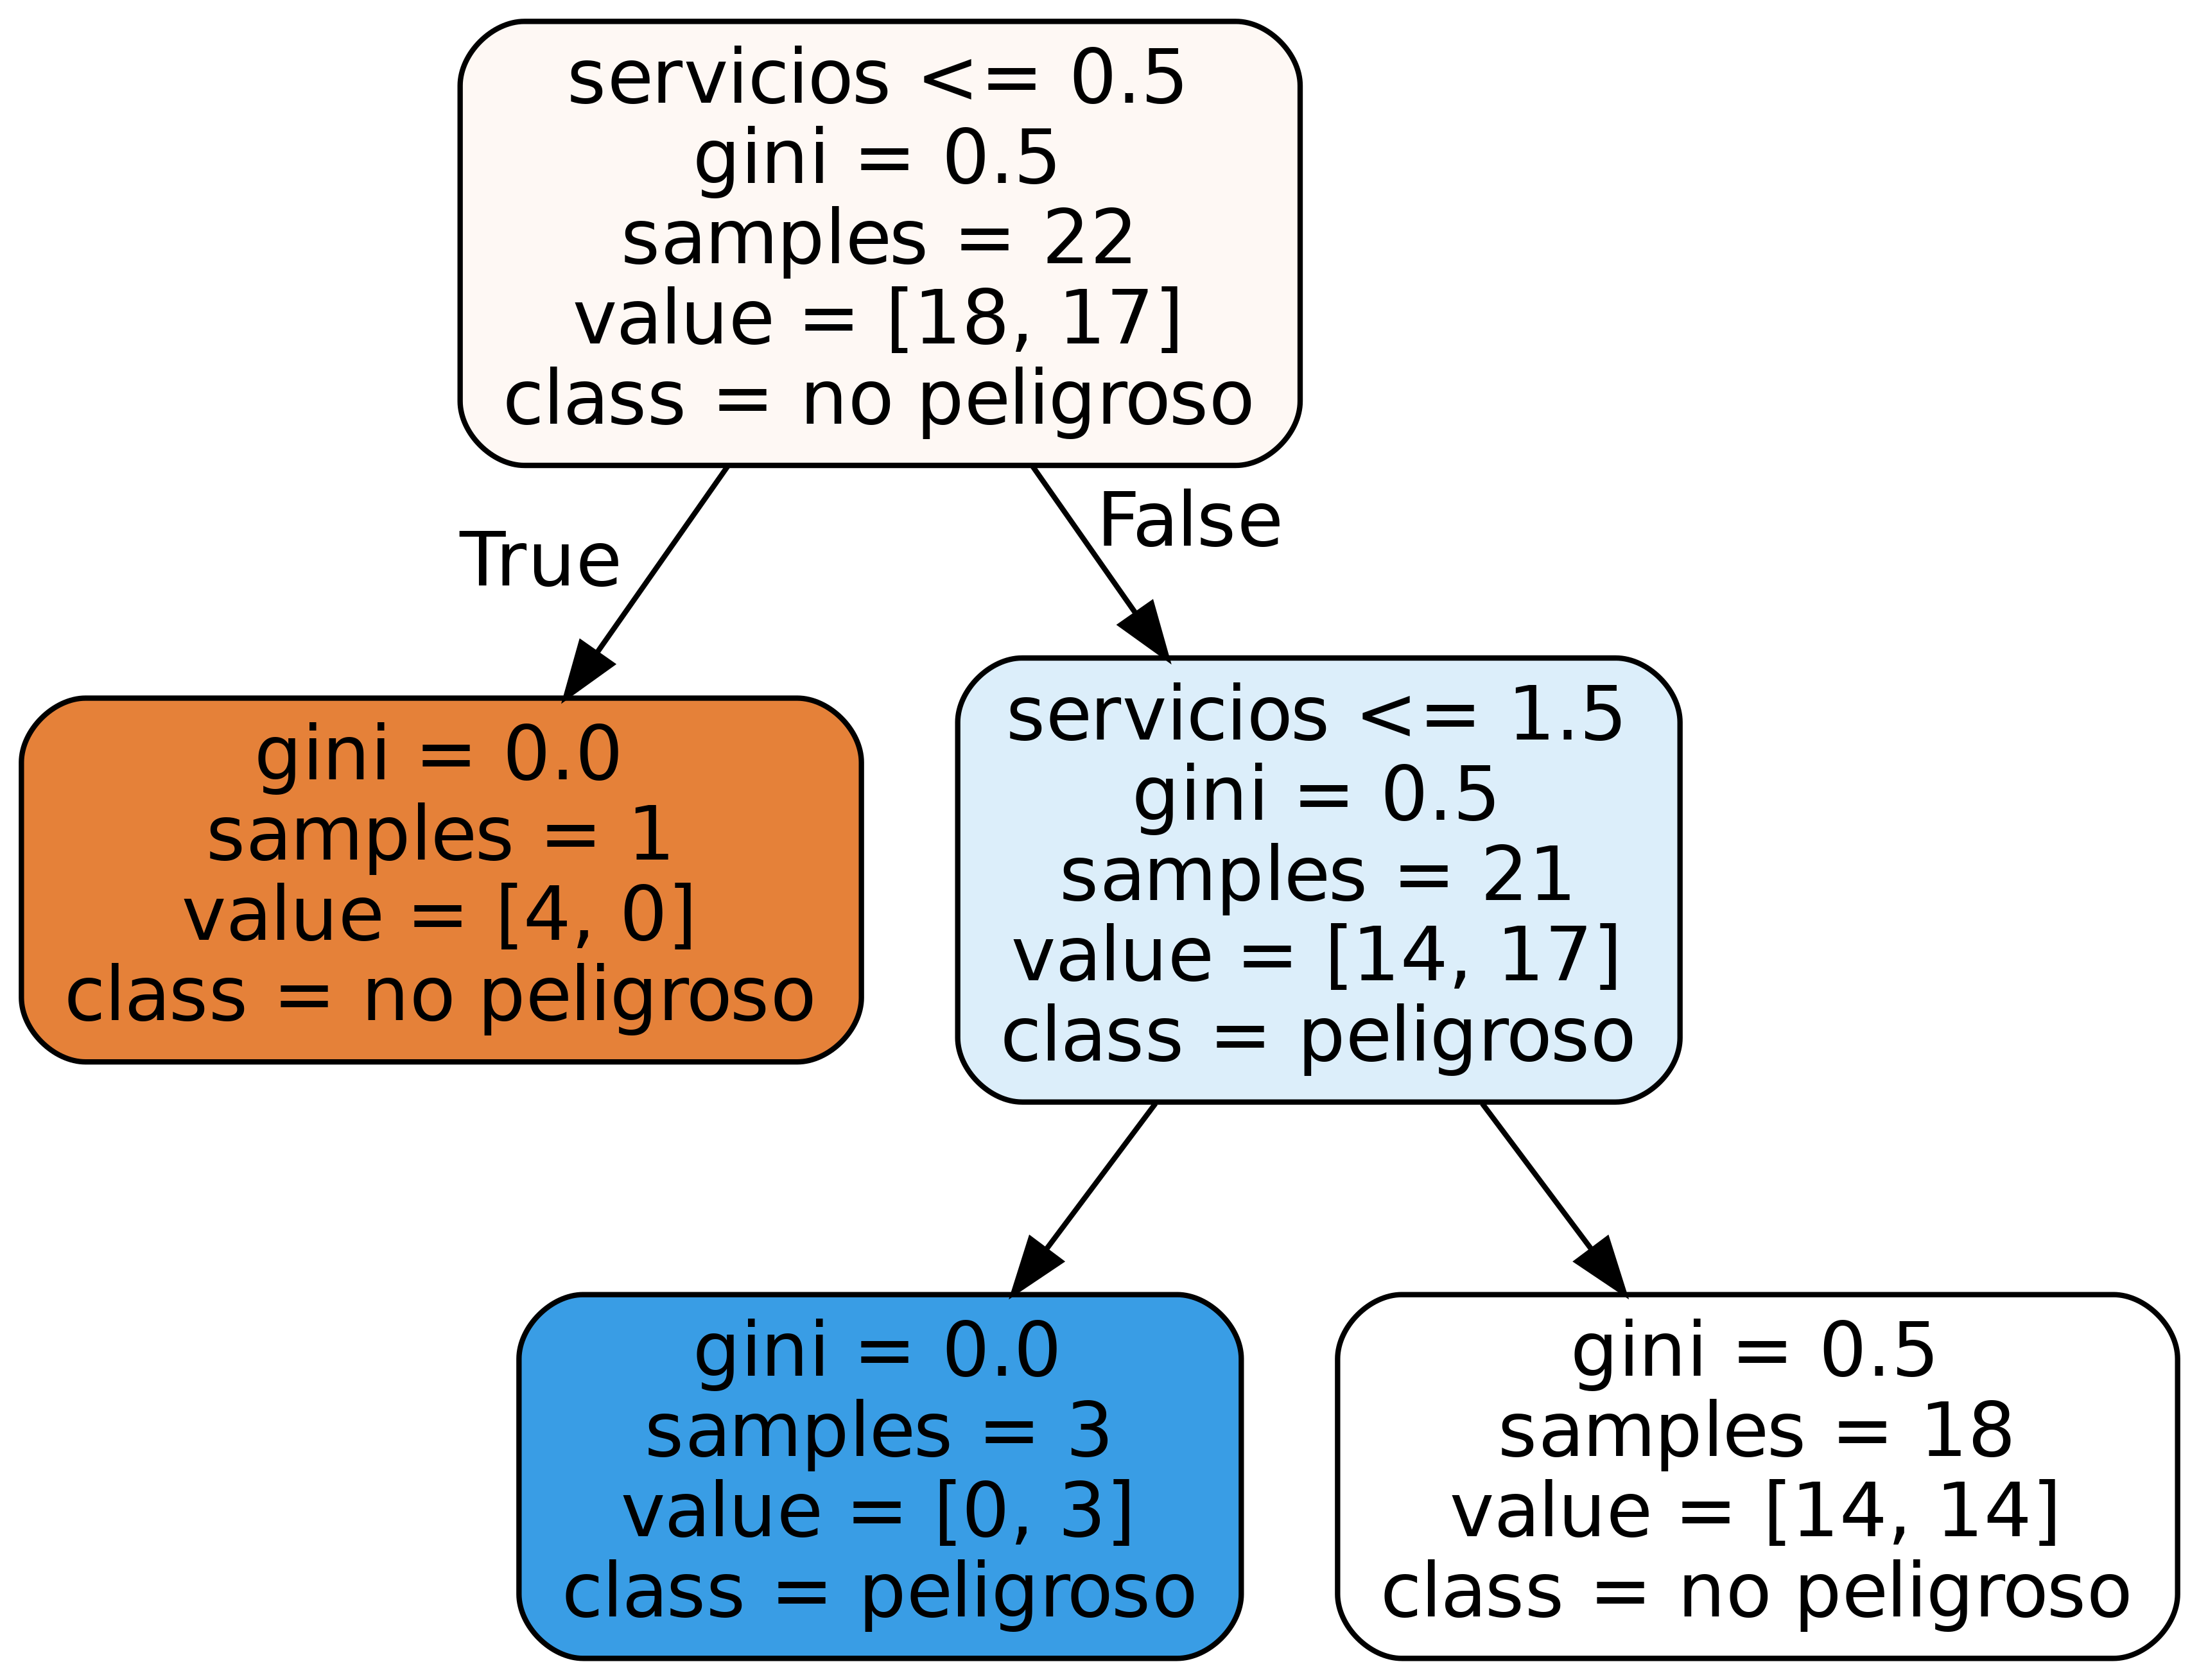 servicios <= 0.5
gini = 0.5
samples = 22
value = [18, 17]
class = no peligroso
True
False
gini = 0.0
samples = 1
value = [4, 0]
class = no peligroso
servicios <= 1.5
gini = 0.5
samples = 21
value = [14, 17]
class = peligroso
gini = 0.0
samples = 3
value = [0, 3]
class = peligroso
gini = 0.5
samples = 18
value = [14, 14]
class = no peligroso